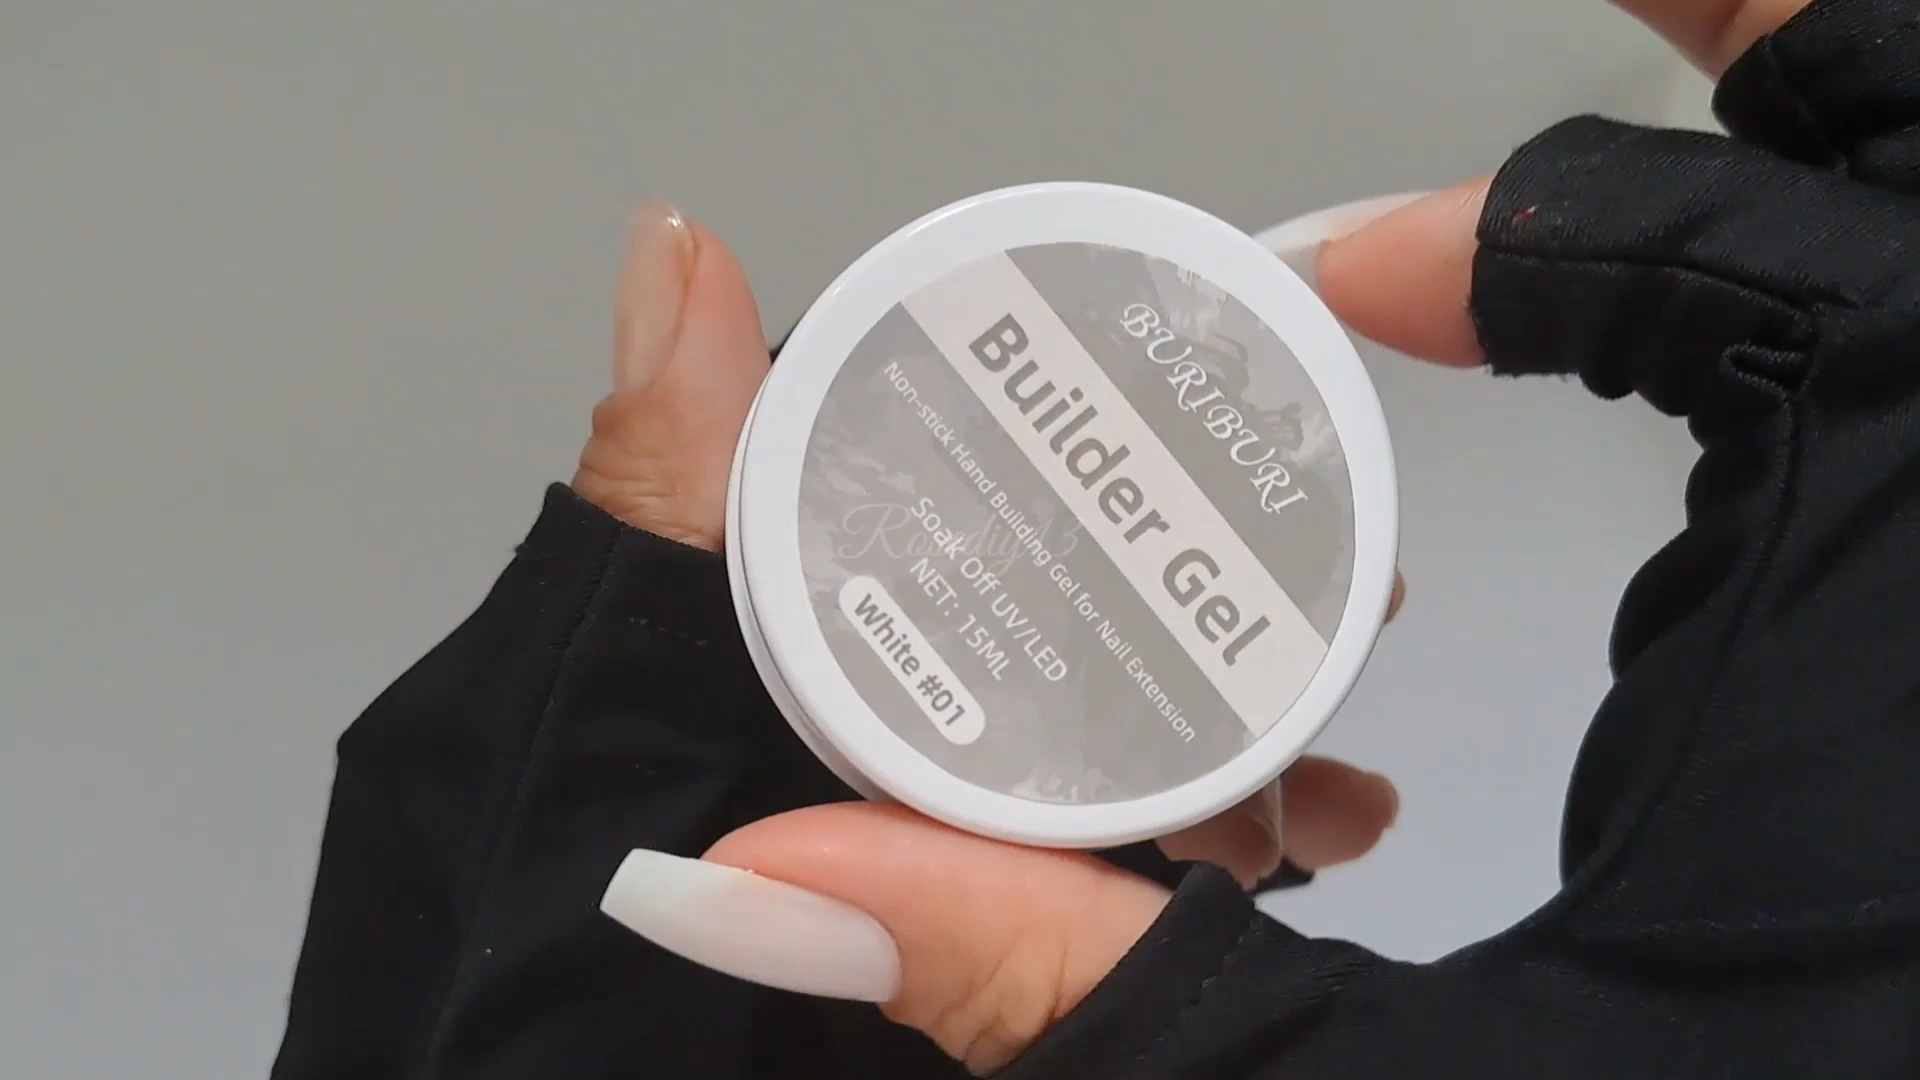 BURIBURI
Builder Gel
Non-stick Hand Building Gel for Nail Extension
Soak Off UV/LED
NET: 15ML
White #01